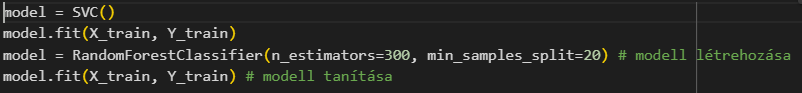 model = SVC()
model.fit(X_train, Y_train)
model = RandomForestClassifier(n_estimators=300, min_samples_split=20) # modell létrehozása
model.fit(X_train, Y_train) # modell tanítása